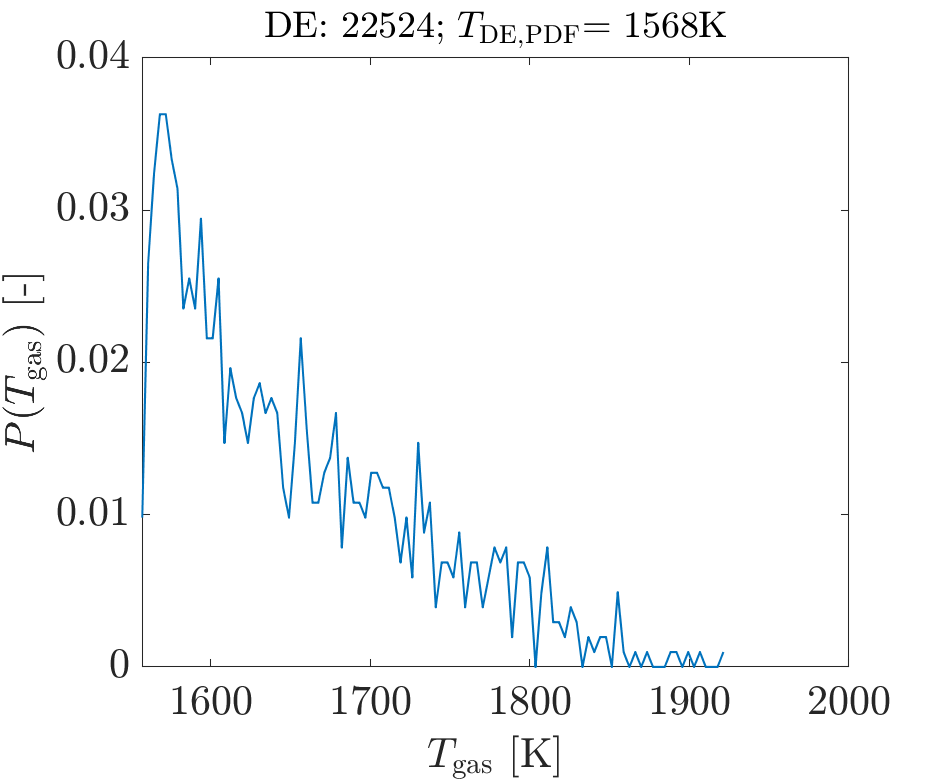 DE: 22524; T_DE,PDF= 1568K
0.04
0.03
0.02
0.01
0
P(T_gas) [-]
1600 1700 1800 1900 2000
T_gas [K]